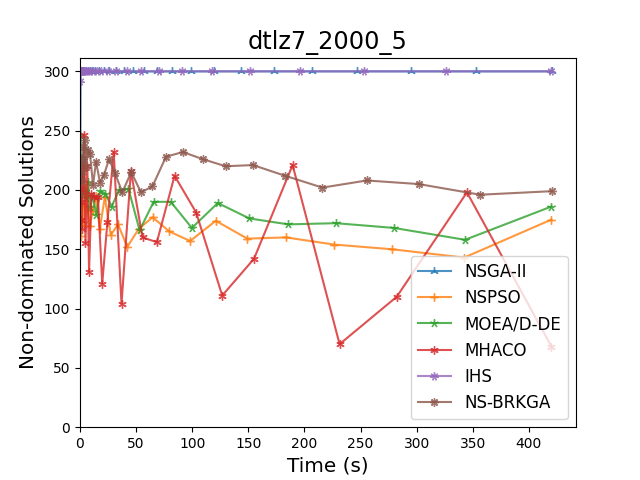 dtlz7_2000_5
Non-dominated Solutions
300
250
200
150
100
50
0
0 50 100 150 200 250 300 350 400
Time (s)
NSGA-II
NSPSO
MOEA/D-DE
MHACO
IHS
NS-BRKGA